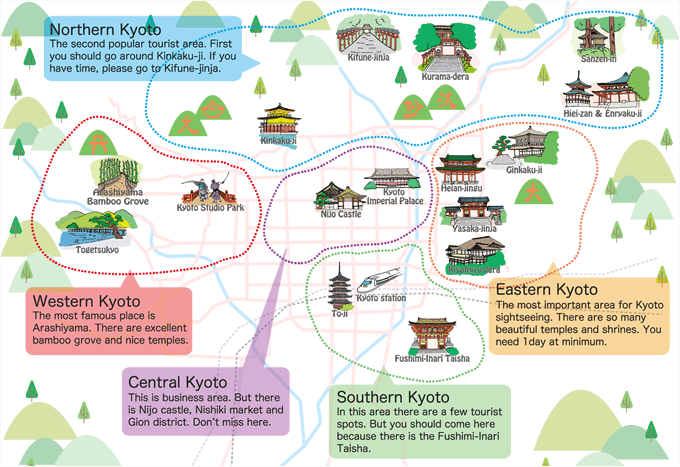 Northern Kyoto
The second popular tourist area. First
you should go around Kinkaku-ji. If you
have time, please go to Kifune-jinja.
Kifune-jinja
Kurama-dera
Sanzen-in
Hiei-zan & Enryaku-ji
Kinkaku-ji
大
妙
法
大
Arashiyama
Bamboo Grove
Kyoto Studio Park
Togetsukyo
Nijo Castle
Kyoto
Imperial Palace
Ginkaku-ji
Heian-jingu
Yasaka-jinja
Kiyomizu-dera
To-ji
Kyoto station
Fushimi-Inari Taisha
Western Kyoto
The most famous place is
Arashiyama. There are excellent
bamboo grove and nice temples.
Eastern Kyoto
The most important area for Kyoto
sightseeing. There are so many
beautiful temples and shrines. You
need 1day at minimum.
Central Kyoto
This is business area. But there
is Nijo castle, Nishiki market and
Gion district. Don't miss here.
Southern Kyoto
In this area there are a few tourist
spots. But you should come here
because there is the Fushimi-Inari
Taisha.